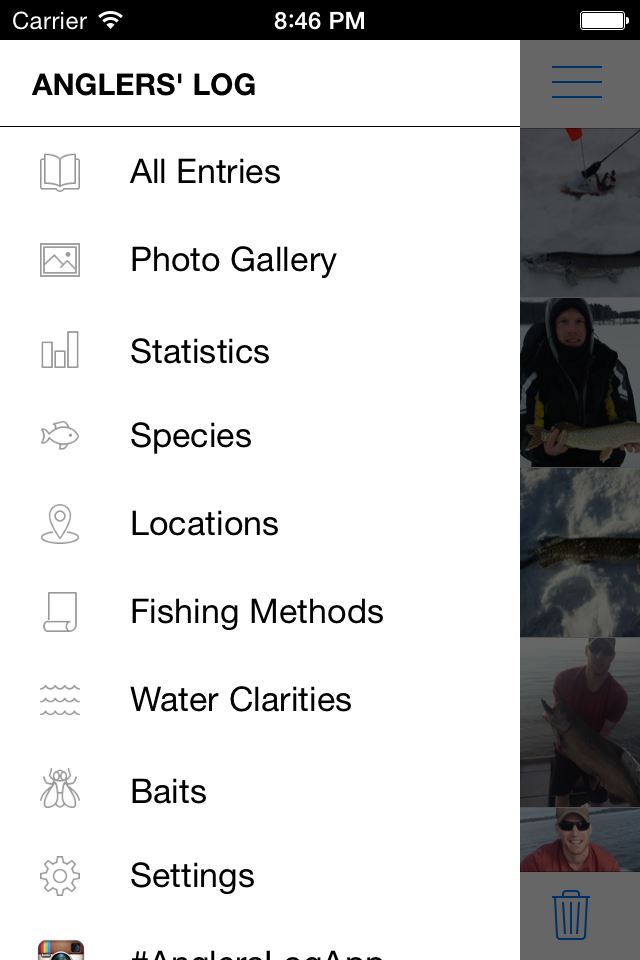 Carrier 8:46 PM
ANGLERS' LOG
All Entries
Photo Gallery
Statistics
Species
Locations
Fishing Methods
Water Clarities
Baits
Settings
#AnglersLogApp